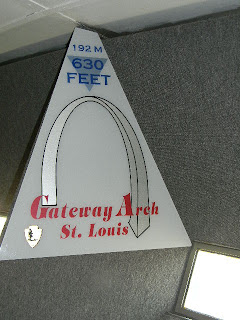 192 M
630
FEET
Gateway Arch
St. Louis